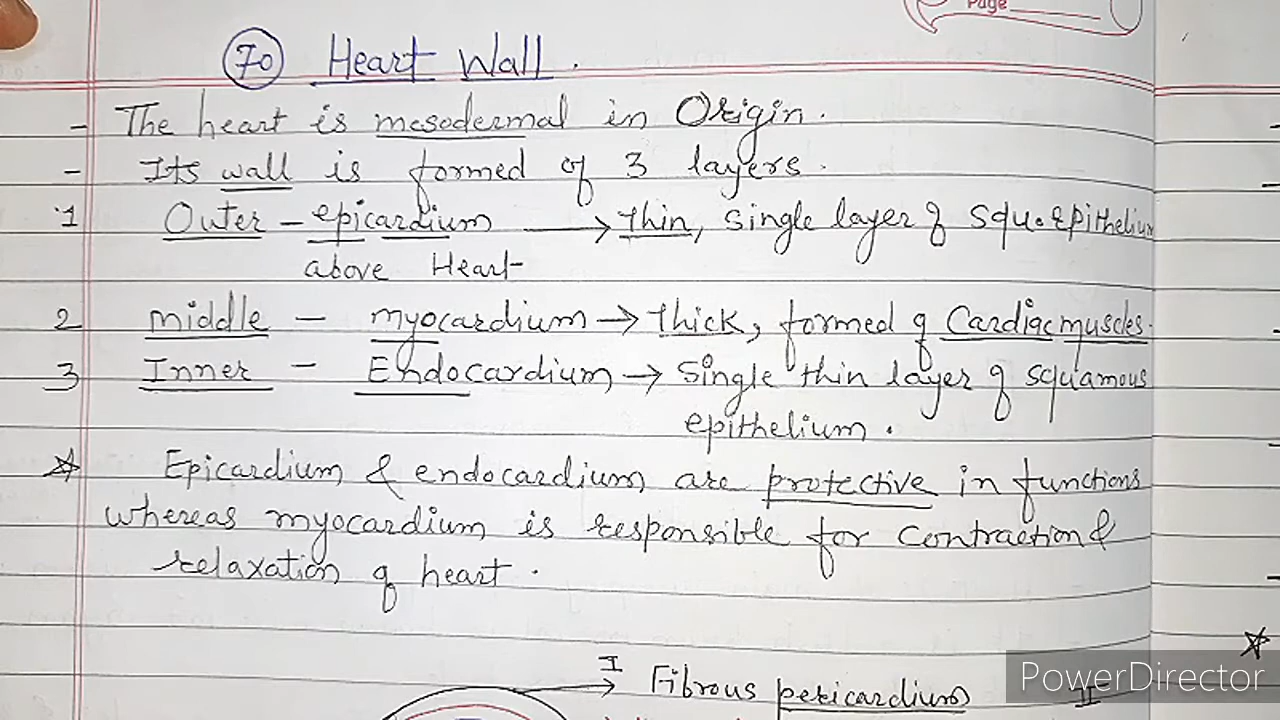 Page
70 Heart Wall.
- The heart is mesodermal in Origin.
- Its wall is formed of 3 layers.
1 Outer - epicardium → thin, Single layer of squ. Epithelium
above Heart
2 middle - myocardium → thick, formed of Cardiac muscles.
3 Inner - Endocardium → Single thin layer of squamous
epithelium.
☆ Epicardium & endocardium are protective in functions
whereas myocardium is responsible for contraction &
relaxation of heart.
I → Fibrous pericardium
II
PowerDirector